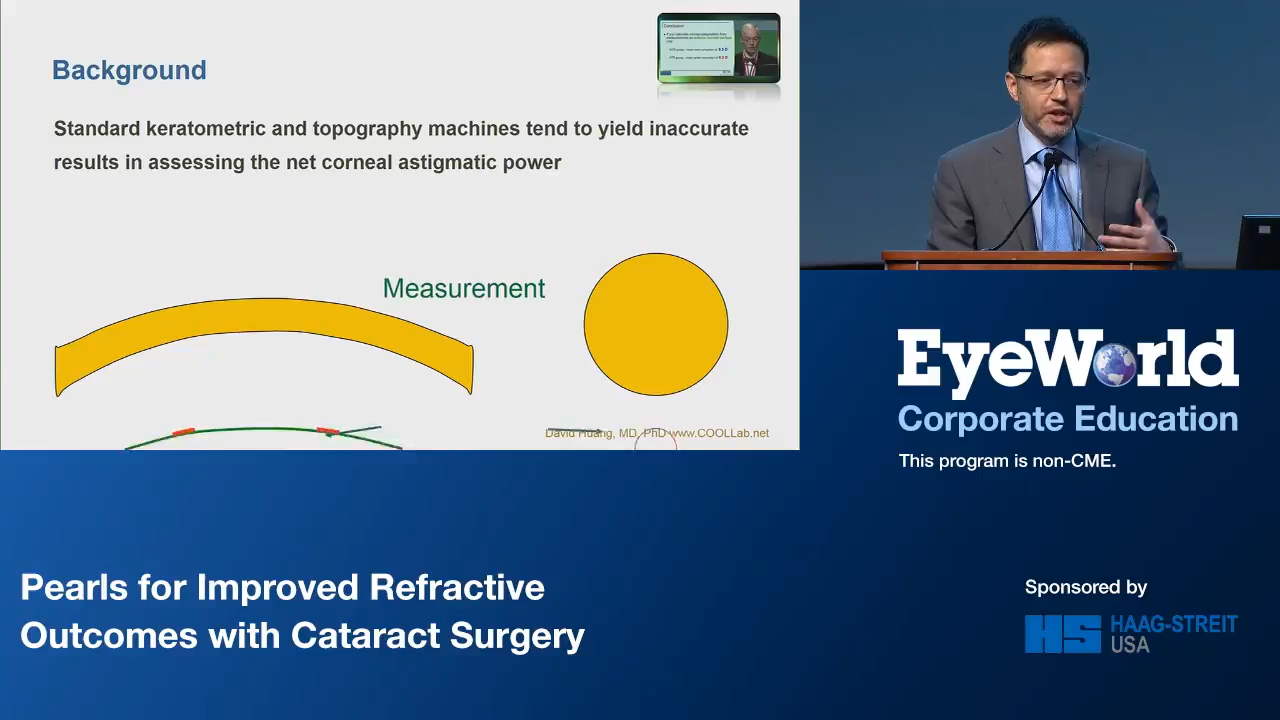 Background
Standard keratometric and topography machines tend to yield inaccurate
results in assessing the net corneal astigmatic power
Measurement
David Huang, MD, PhD www.COOLLab.net
Conclusion
EyeWorld
Corporate Education
This program is non-CME.
Pearls for Improved Refractive
Outcomes with Cataract Surgery
Sponsored by
HS HAAG-STREIT
USA